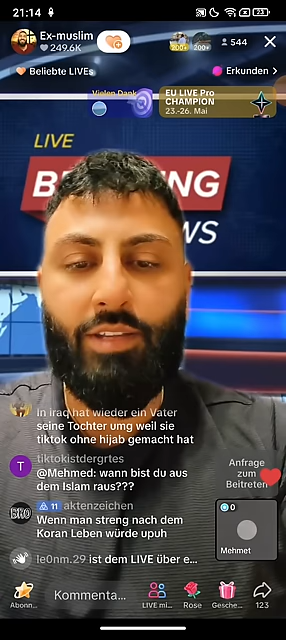 21:14
23
Ex-muslim
249.6K
200+
200+
544
Beliebte LIVEs
Erkunden >
Vielen Dank
EU LIVE Pro
CHAMPION
23.-26. Mai
LIVE
BREAKING
NEWS
In iraq hat wieder ein Vater
seine Tochter umg weil sie
tiktok ohne hijab gemacht hat
tiktokistdergrtes
@Mehmed: wann bist du aus
dem Islam raus???
11 aktenzeichen
Wenn man streng nach dem
Koran Leben würde upuh
le0nm.29 ist dem LIVE über e...
Anfrage
zum
Beitreten
0
Mehmet
Abonn...
Kommenta...
LIVE mi...
Rose
Gesche...
123